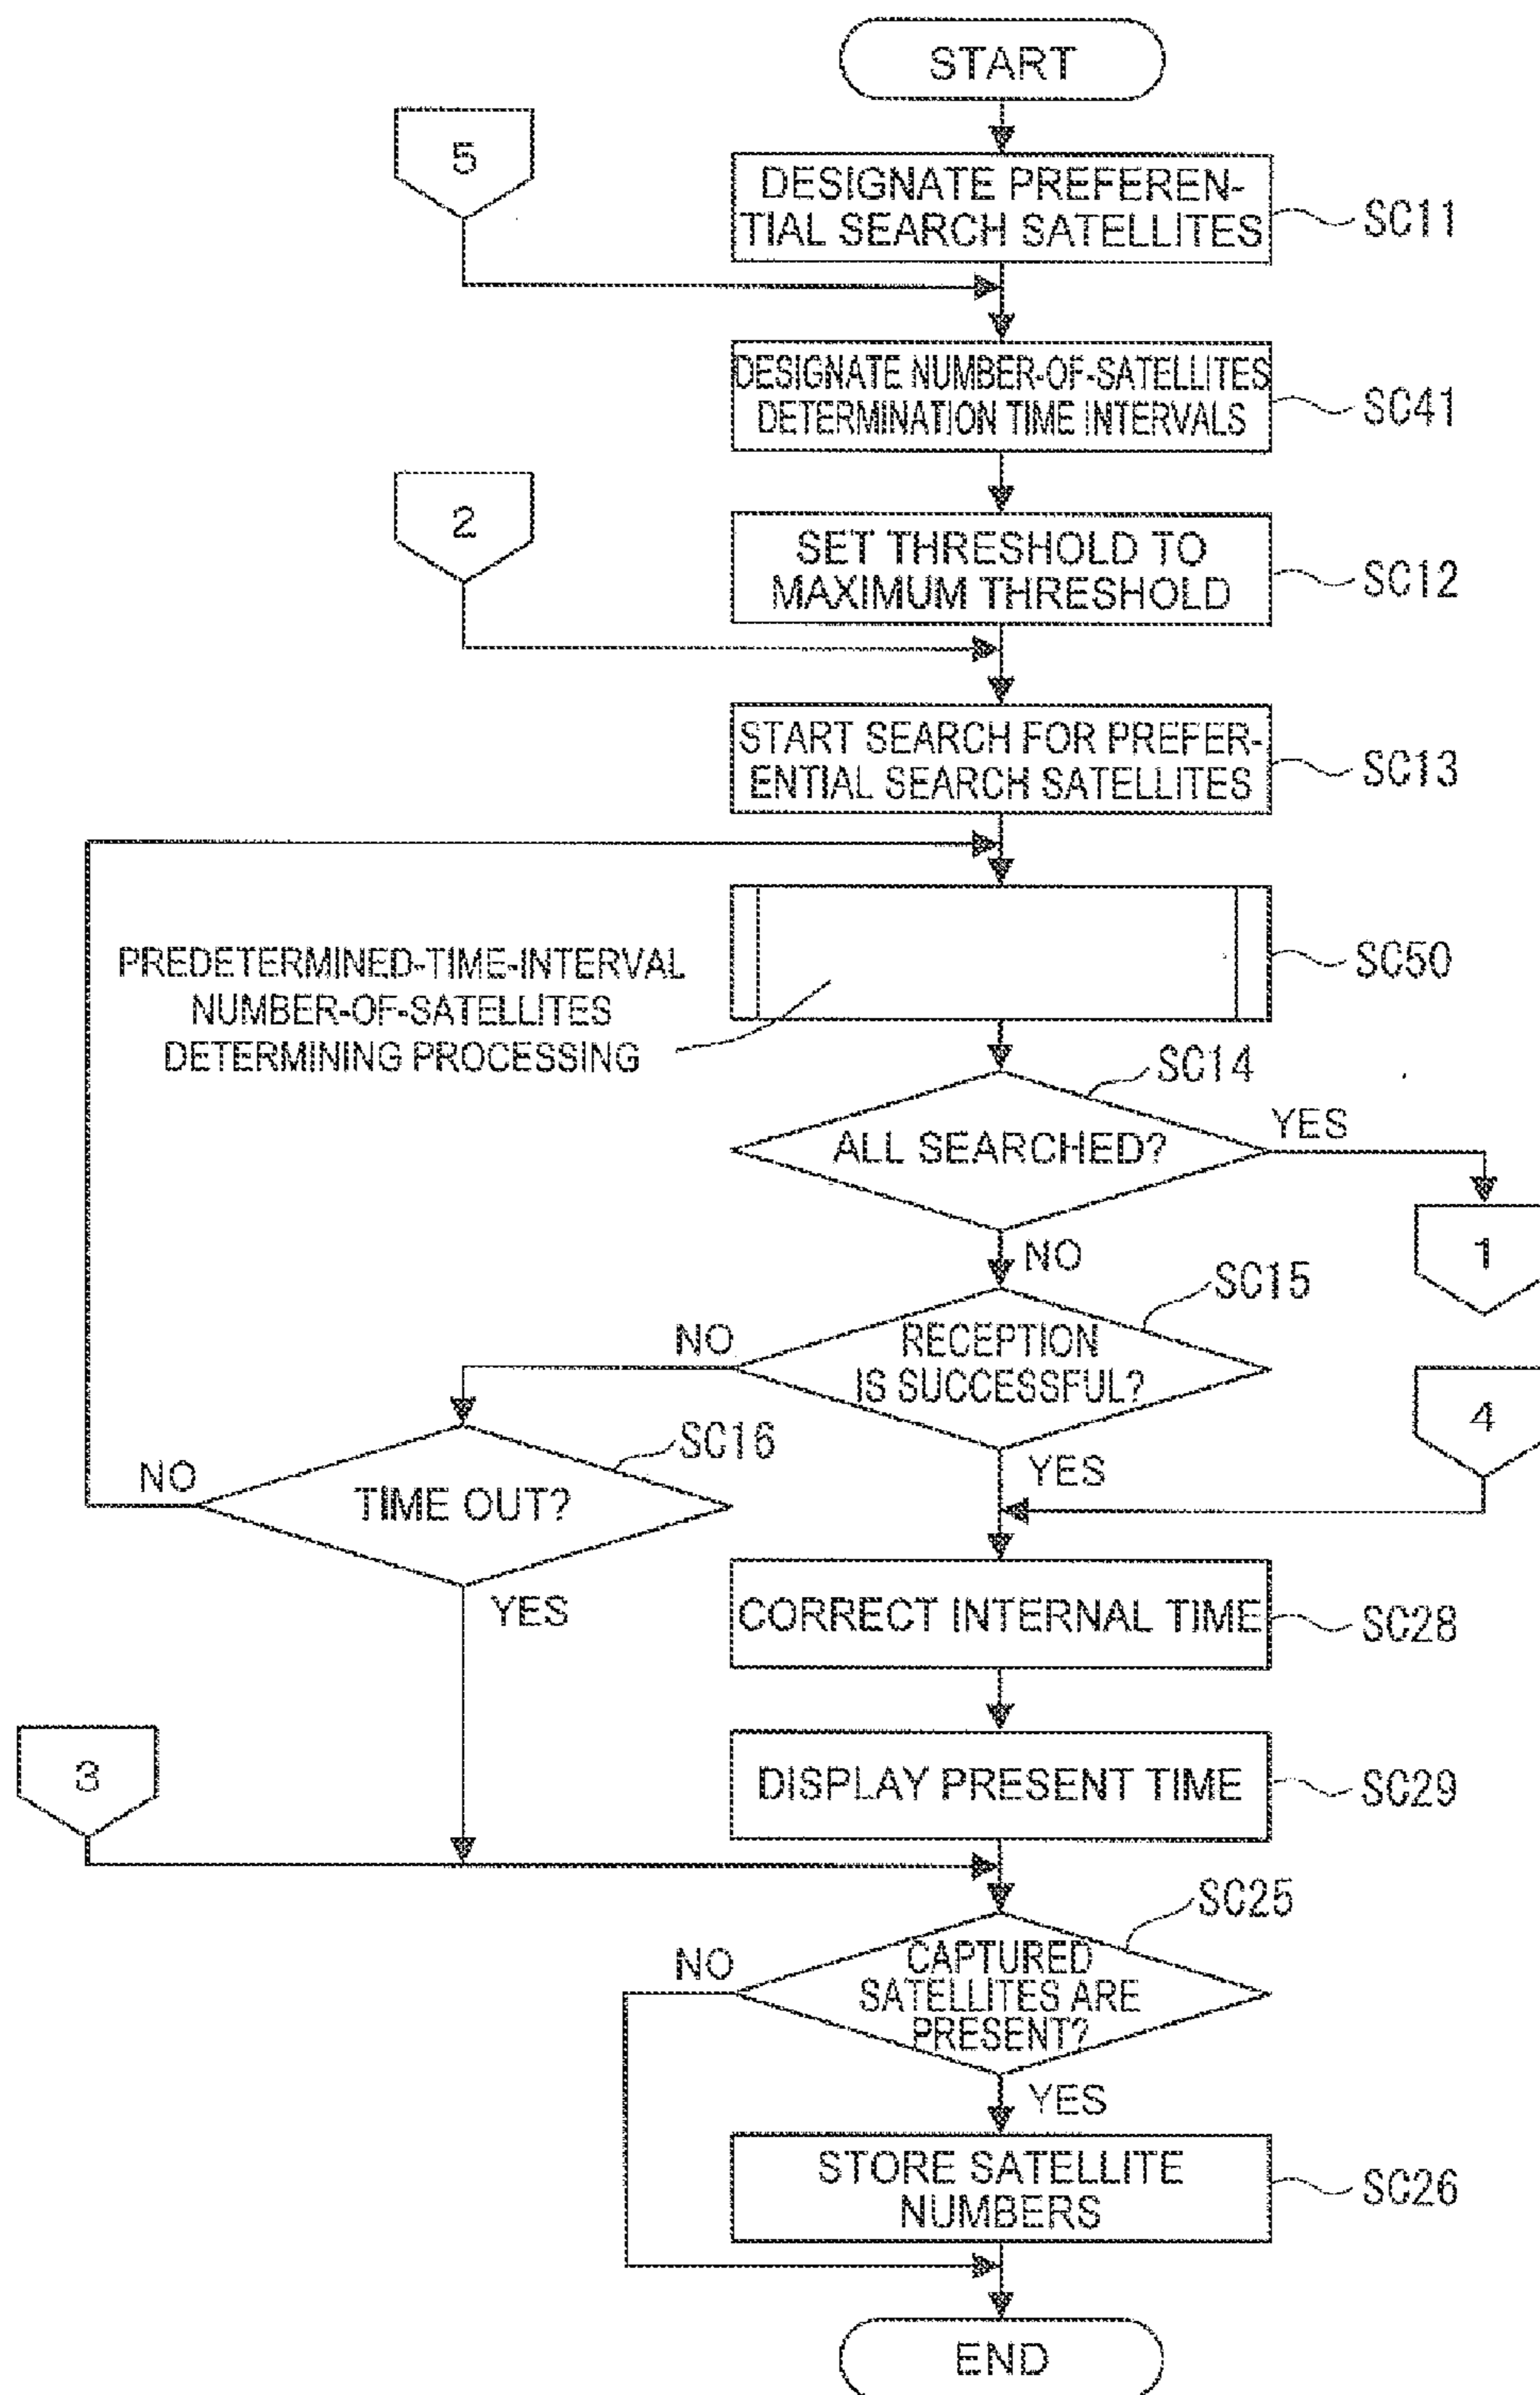 START
5
DESIGNATE PREFEREN-
TIAL SEARCH SATELLITES
SC11
DESIGNATE NUMBER-OF-SATELLITES
DETERMINATION TIME INTERVALS
SC41
2
SET THRESHOLD TO
MAXIMUM THRESHOLD
SC12
START SEARCH FOR PREFER-
ENTIAL SEARCH SATELLITES
SC13
PREDETERMINED-TIME-INTERVAL
NUMBER-OF-SATELLITES
DETERMINING PROCESSING
SC50
SC14
ALL SEARCHED?
YES
1
NO
SC15
RECEPTION
IS SUCCESSFUL?
NO
YES
4
SC16
TIME OUT?
NO
YES
CORRECT INTERNAL TIME
SC28
DISPLAY PRESENT TIME
SC29
3
SC25
CAPTURED
SATELLITES ARE
PRESENT?
NO
YES
STORE SATELLITE
NUMBERS
SC26
END